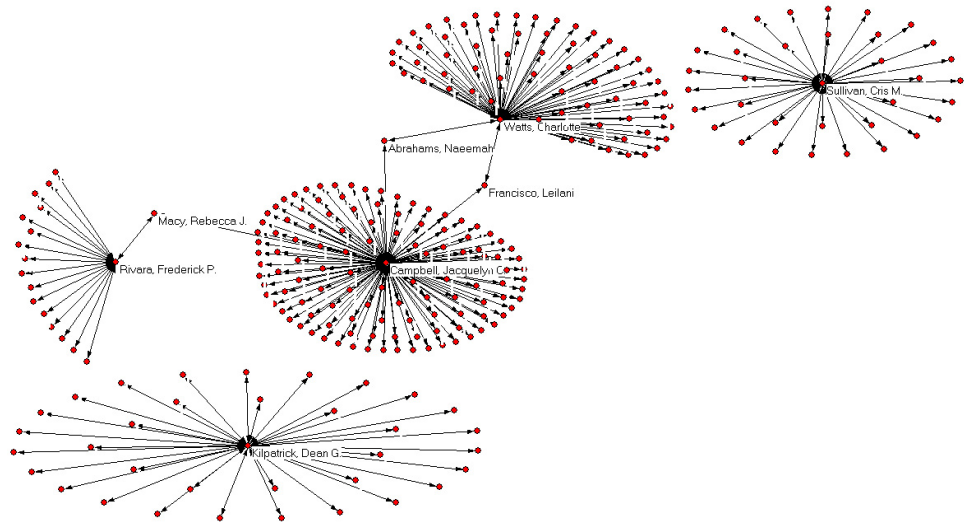 Sullivan, Cris M.
Watts, Charlotte
Abrahams, Naeemah
Francisco, Leilani
Macy, Rebecca J.
Rivara, Frederick P.
Campbell, Jacquelyn C.
Kilpatrick, Dean G.